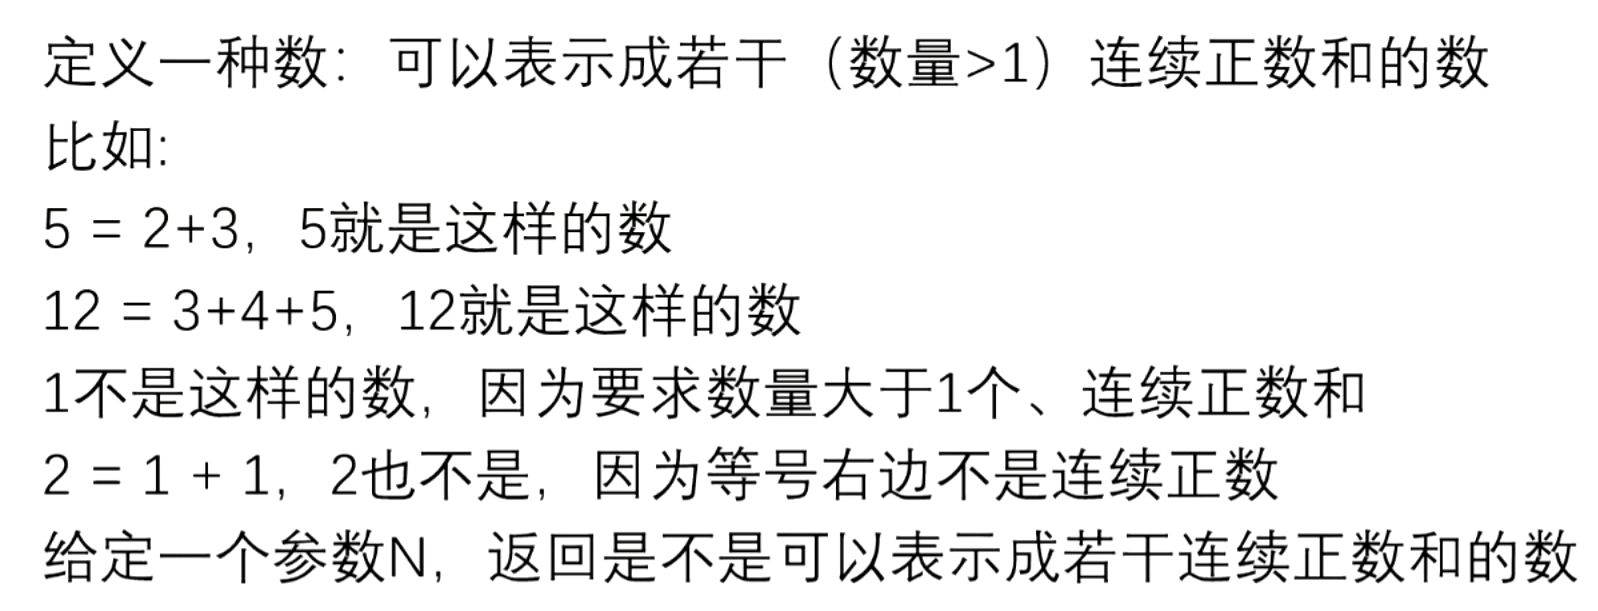 定义一种数：可以表示成若干（数量>1）连续正数和的数
比如:
5 = 2+3，5就是这样的数
12 = 3+4+5，12就是这样的数
1不是这样的数，因为要求数量大于1个、连续正数和
2 = 1 + 1，2也不是，因为等号右边不是连续正数
给定一个参数N，返回是不是可以表示成若干连续正数和的数